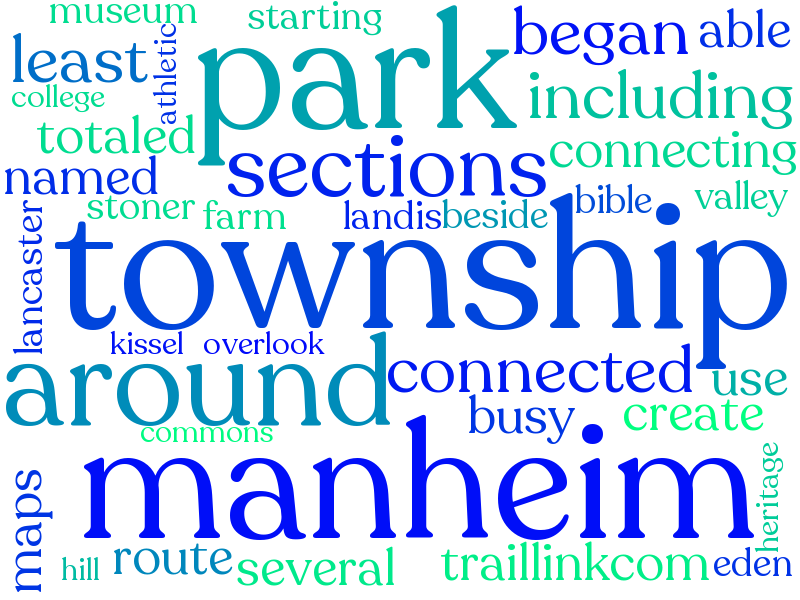 museum
starting
park
began
able
least
athletic
college
including
totaled
sections
connecting
named
stoner
farm
landis
beside
bible
valley
lancaster
township
kissel
overlook
around
connected
use
busy
create
commons
manheim
maps
heritage
hill
route
several
traillinkcom
eden